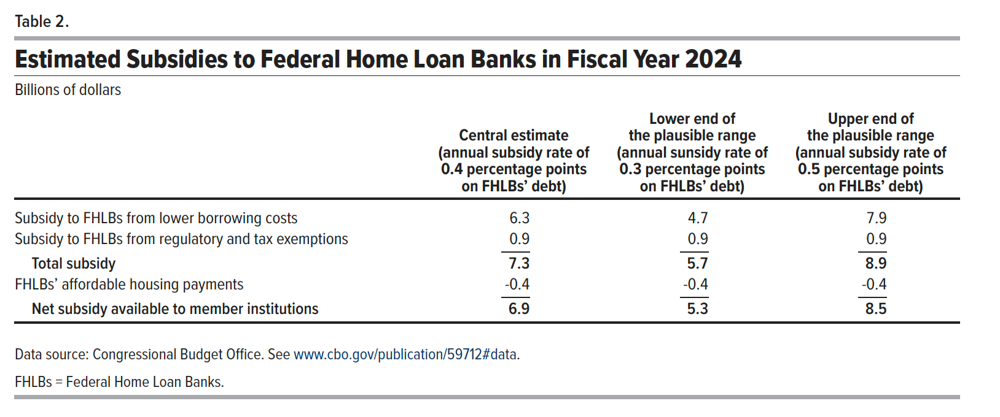 Table 2.
Estimated Subsidies to Federal Home Loan Banks in Fiscal Year 2024
Billions of dollars
Central estimate
(annual subsidy rate of
0.4 percentage points
on FHLBs’ debt)
Lower end of
the plausible range
(annual sunsidy rate of
0.3 percentage points
on FHLBs’ debt)
Upper end of
the plausible range
(annual subsidy rate of
0.5 percentage points
on FHLBs’ debt)
Subsidy to FHLBs from lower borrowing costs 6.3 4.7 7.9
Subsidy to FHLBs from regulatory and tax exemptions 0.9 0.9 0.9
Total subsidy 7.3 5.7 8.9
FHLBs’ affordable housing payments -0.4 -0.4 -0.4
Net subsidy available to member institutions 6.9 5.3 8.5
Data source: Congressional Budget Office. See www.cbo.gov/publication/59712#data.
FHLBs = Federal Home Loan Banks.